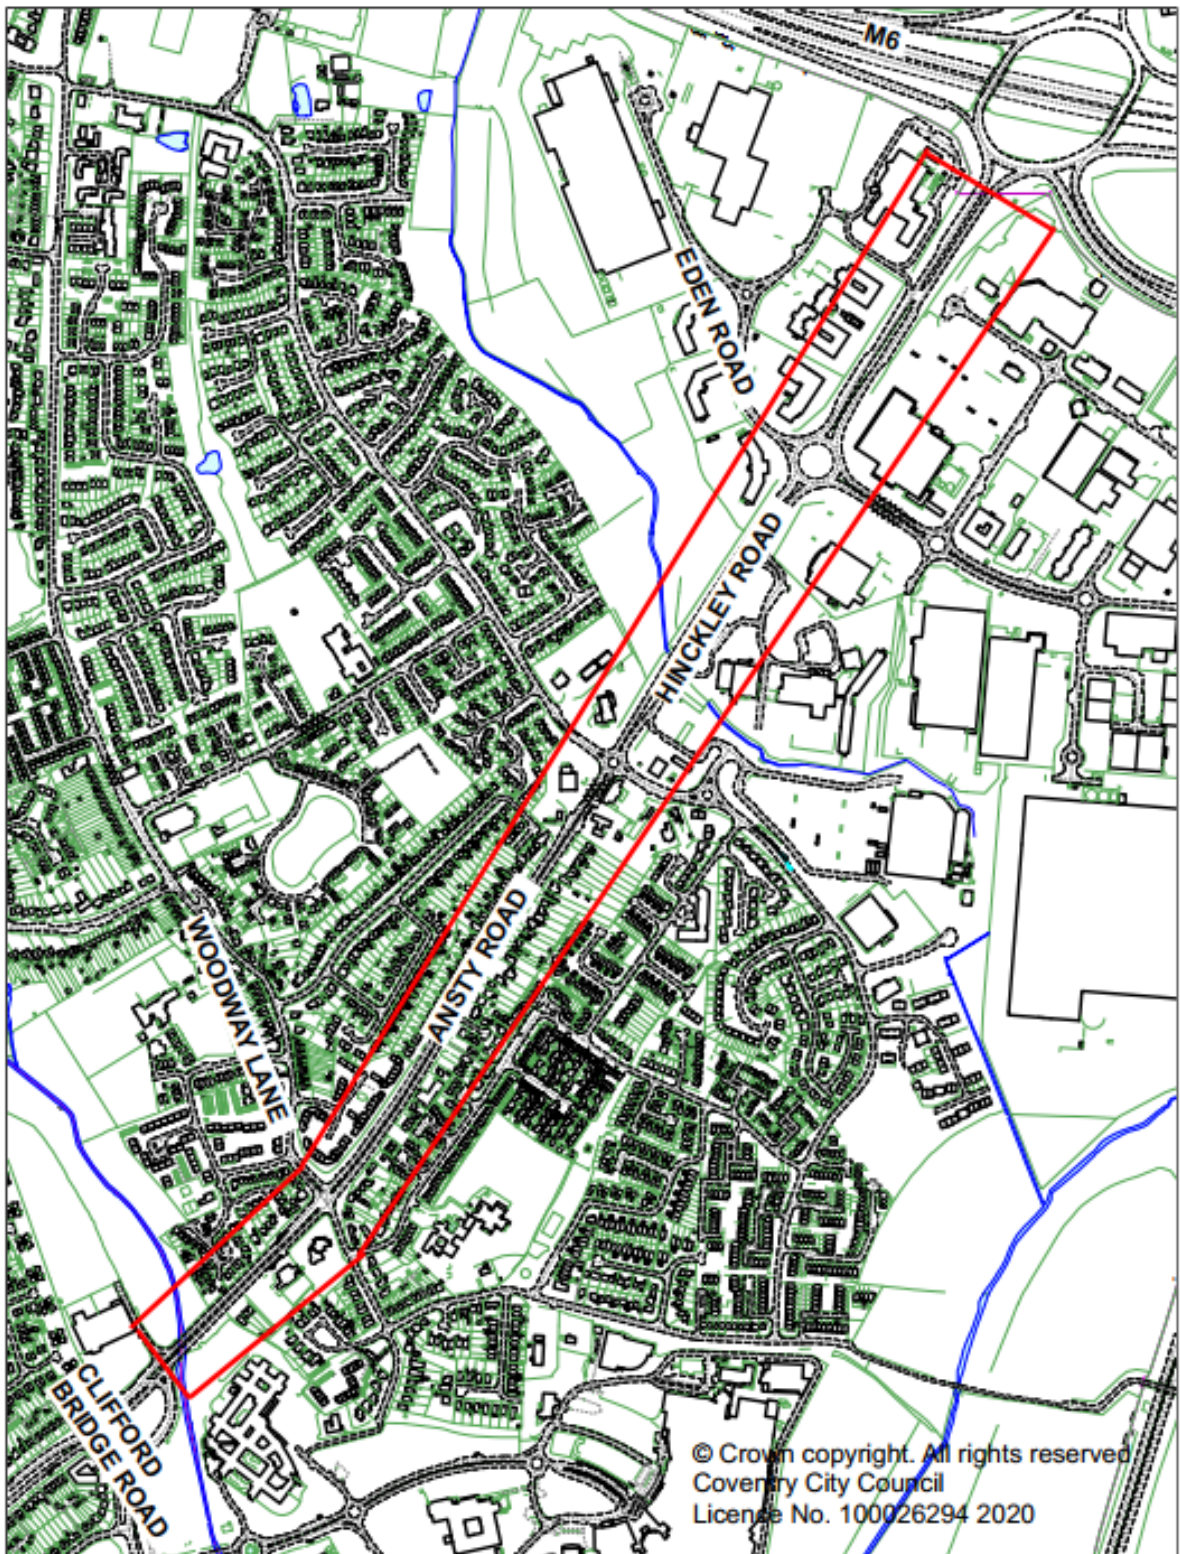 M6
EDEN ROAD
HINCKLEY ROAD
ANSTY ROAD
WOODWAY LANE
CLIFFORD
BRIDGE ROAD
© Crown copyright. All rights reserved
Coventry City Council
Licence No. 100026294 2020